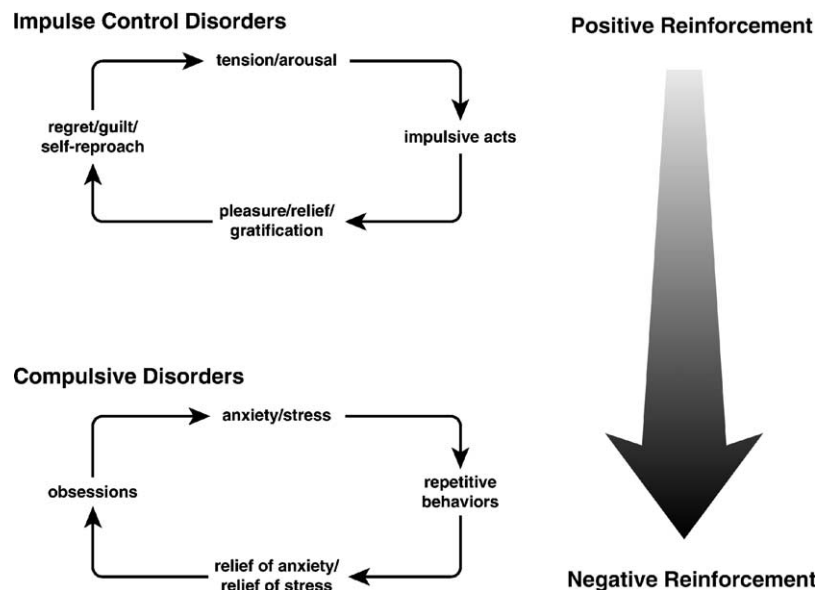 Impulse Control Disorders
tension/arousal
impulsive acts
pleasure/relief/
gratification
regret/guilt/
self-reproach
Compulsive Disorders
anxiety/stress
repetitive
behaviors
relief of anxiety/
relief of stress
obsessions
Positive Reinforcement
Negative Reinforcement